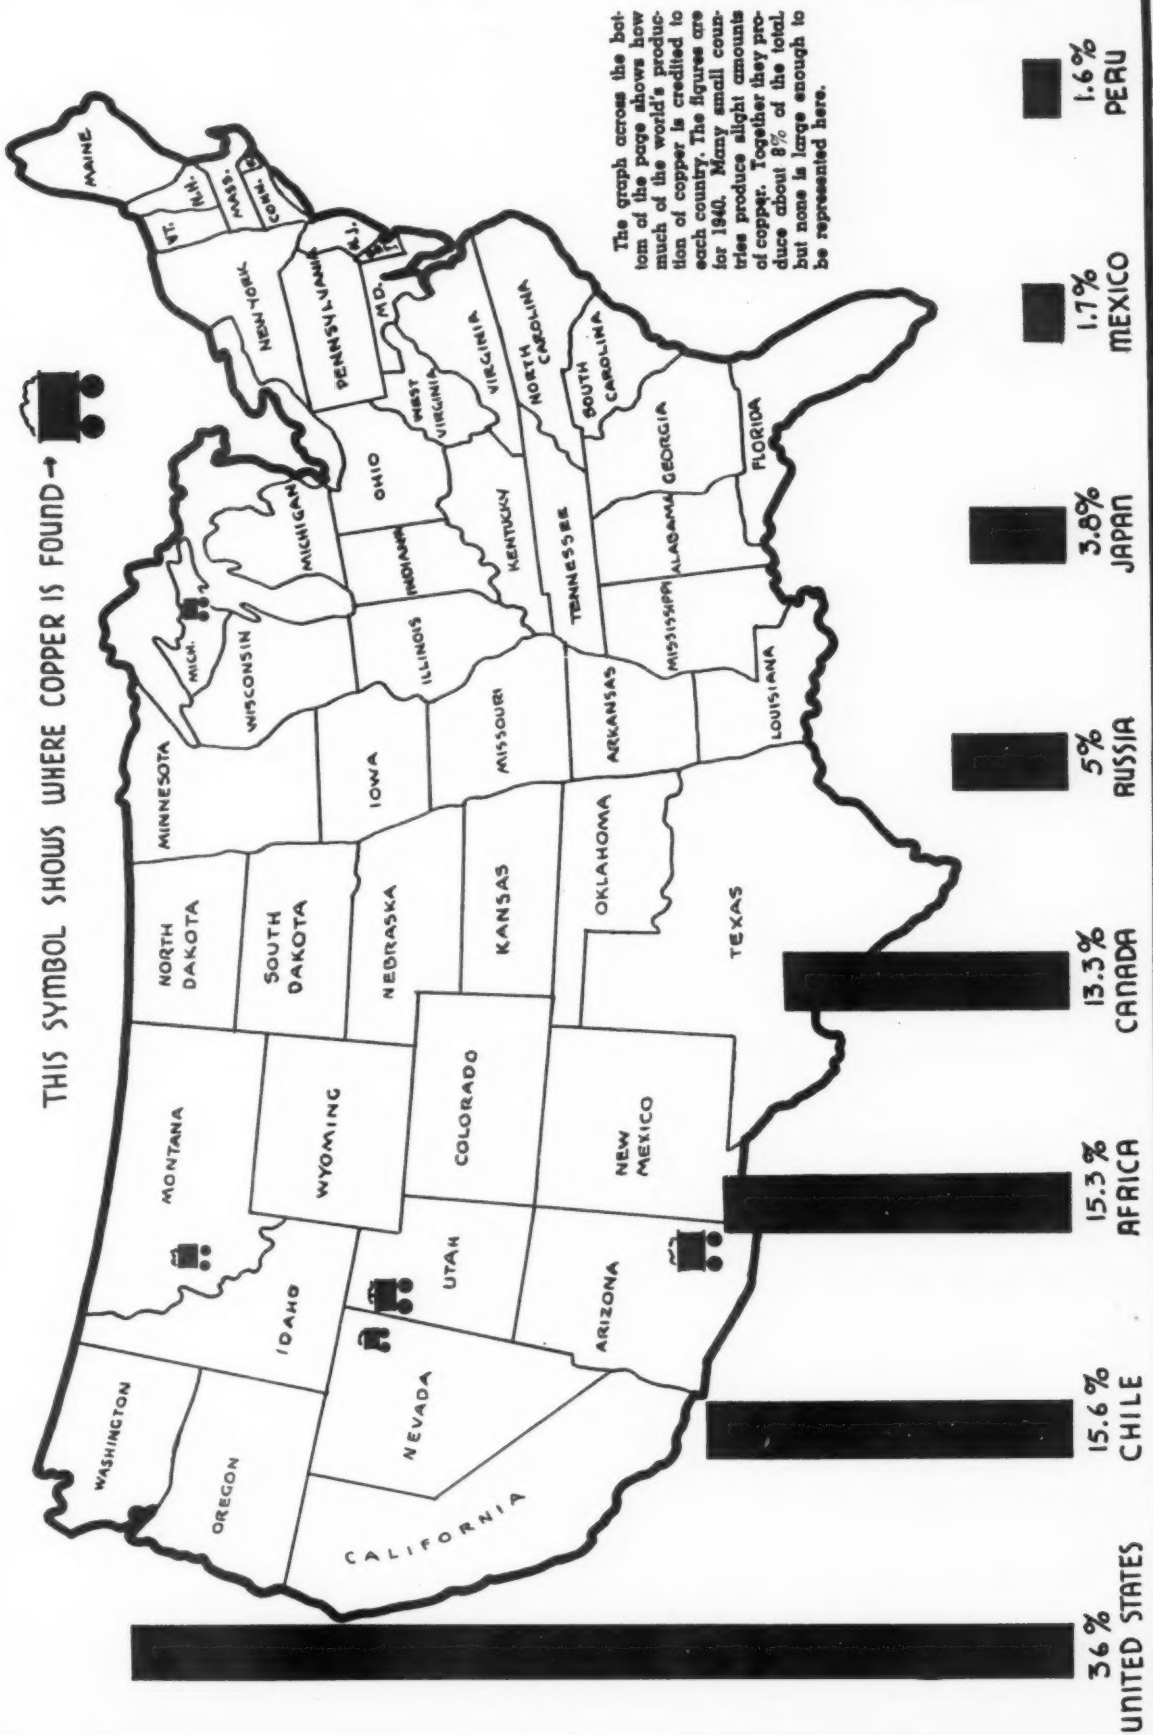 THIS SYMBOL SHOWS WHERE COPPER IS FOUND→
WASHINGTON
OREGON
CALIFORNIA
NEVADA
IDAHO
MONTANA
WYOMING
UTAH
ARIZONA
COLORADO
NEW
MEXICO
NORTH
DAKOTA
SOUTH
DAKOTA
NEBRASKA
KANSAS
OKLAHOMA
TEXAS
MINNESOTA
IOWA
MISSOURI
ARKANSAS
LOUISIANA
WISCONSIN
MICH.
MICHIGAN
ILLINOIS
INDIANA
OHIO
KENTUCKY
TENNESSEE
MISSISSIPPI
ALABAMA
GEORGIA
FLORIDA
SOUTH
CAROLINA
NORTH
CAROLINA
VIRGINIA
WEST
VIRGINIA
MD.
PENNSYLVANIA
N.J.
NEW YORK
CONN.
MASS.
VT.
N.H.
MAINE
The graph across the bot-
tom of the page shows how
much of the world's produc-
tion of copper is credited to
each country. The figures are
for 1940. Many small coun-
tries produce slight amounts
of copper. Together they pro-
duce about 8% of the total,
but none is large enough to
be represented here.
36%
UNITED STATES
15.6%
CHILE
15.3%
AFRICA
13.3%
CANADA
5%
RUSSIA
3.8%
JAPAN
1.7%
MEXICO
1.6%
PERU